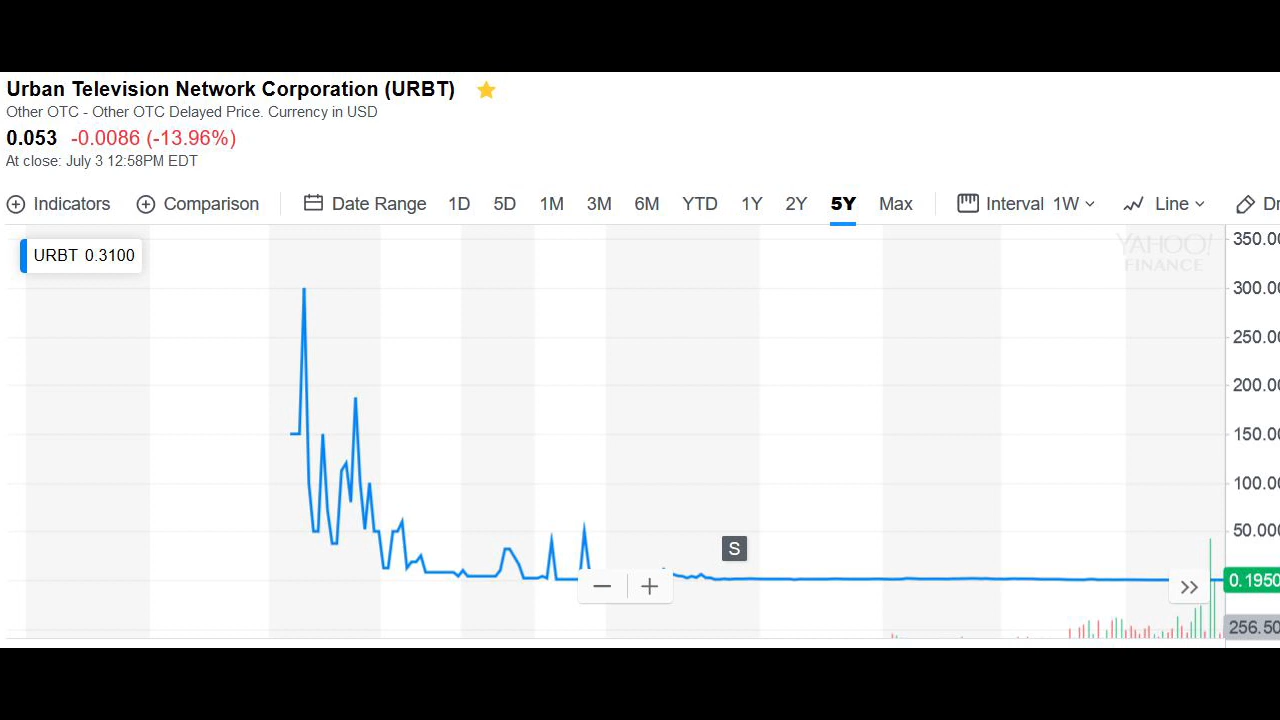 Urban Television Network Corporation (URBT)
Other OTC - Other OTC Delayed Price. Currency in USD
0.053 -0.0086 (-13.96%)
At close: July 3 12:58PM EDT
Indicators Comparison Date Range 1D 5D 1M 3M 6M YTD 1Y 2Y 5Y Max Interval 1W Line Dr
URBT 0.3100
YAHOO!
FINANCE
350.00
300.00
250.00
200.00
150.00
100.00
50.000
S
0.1950
256.50